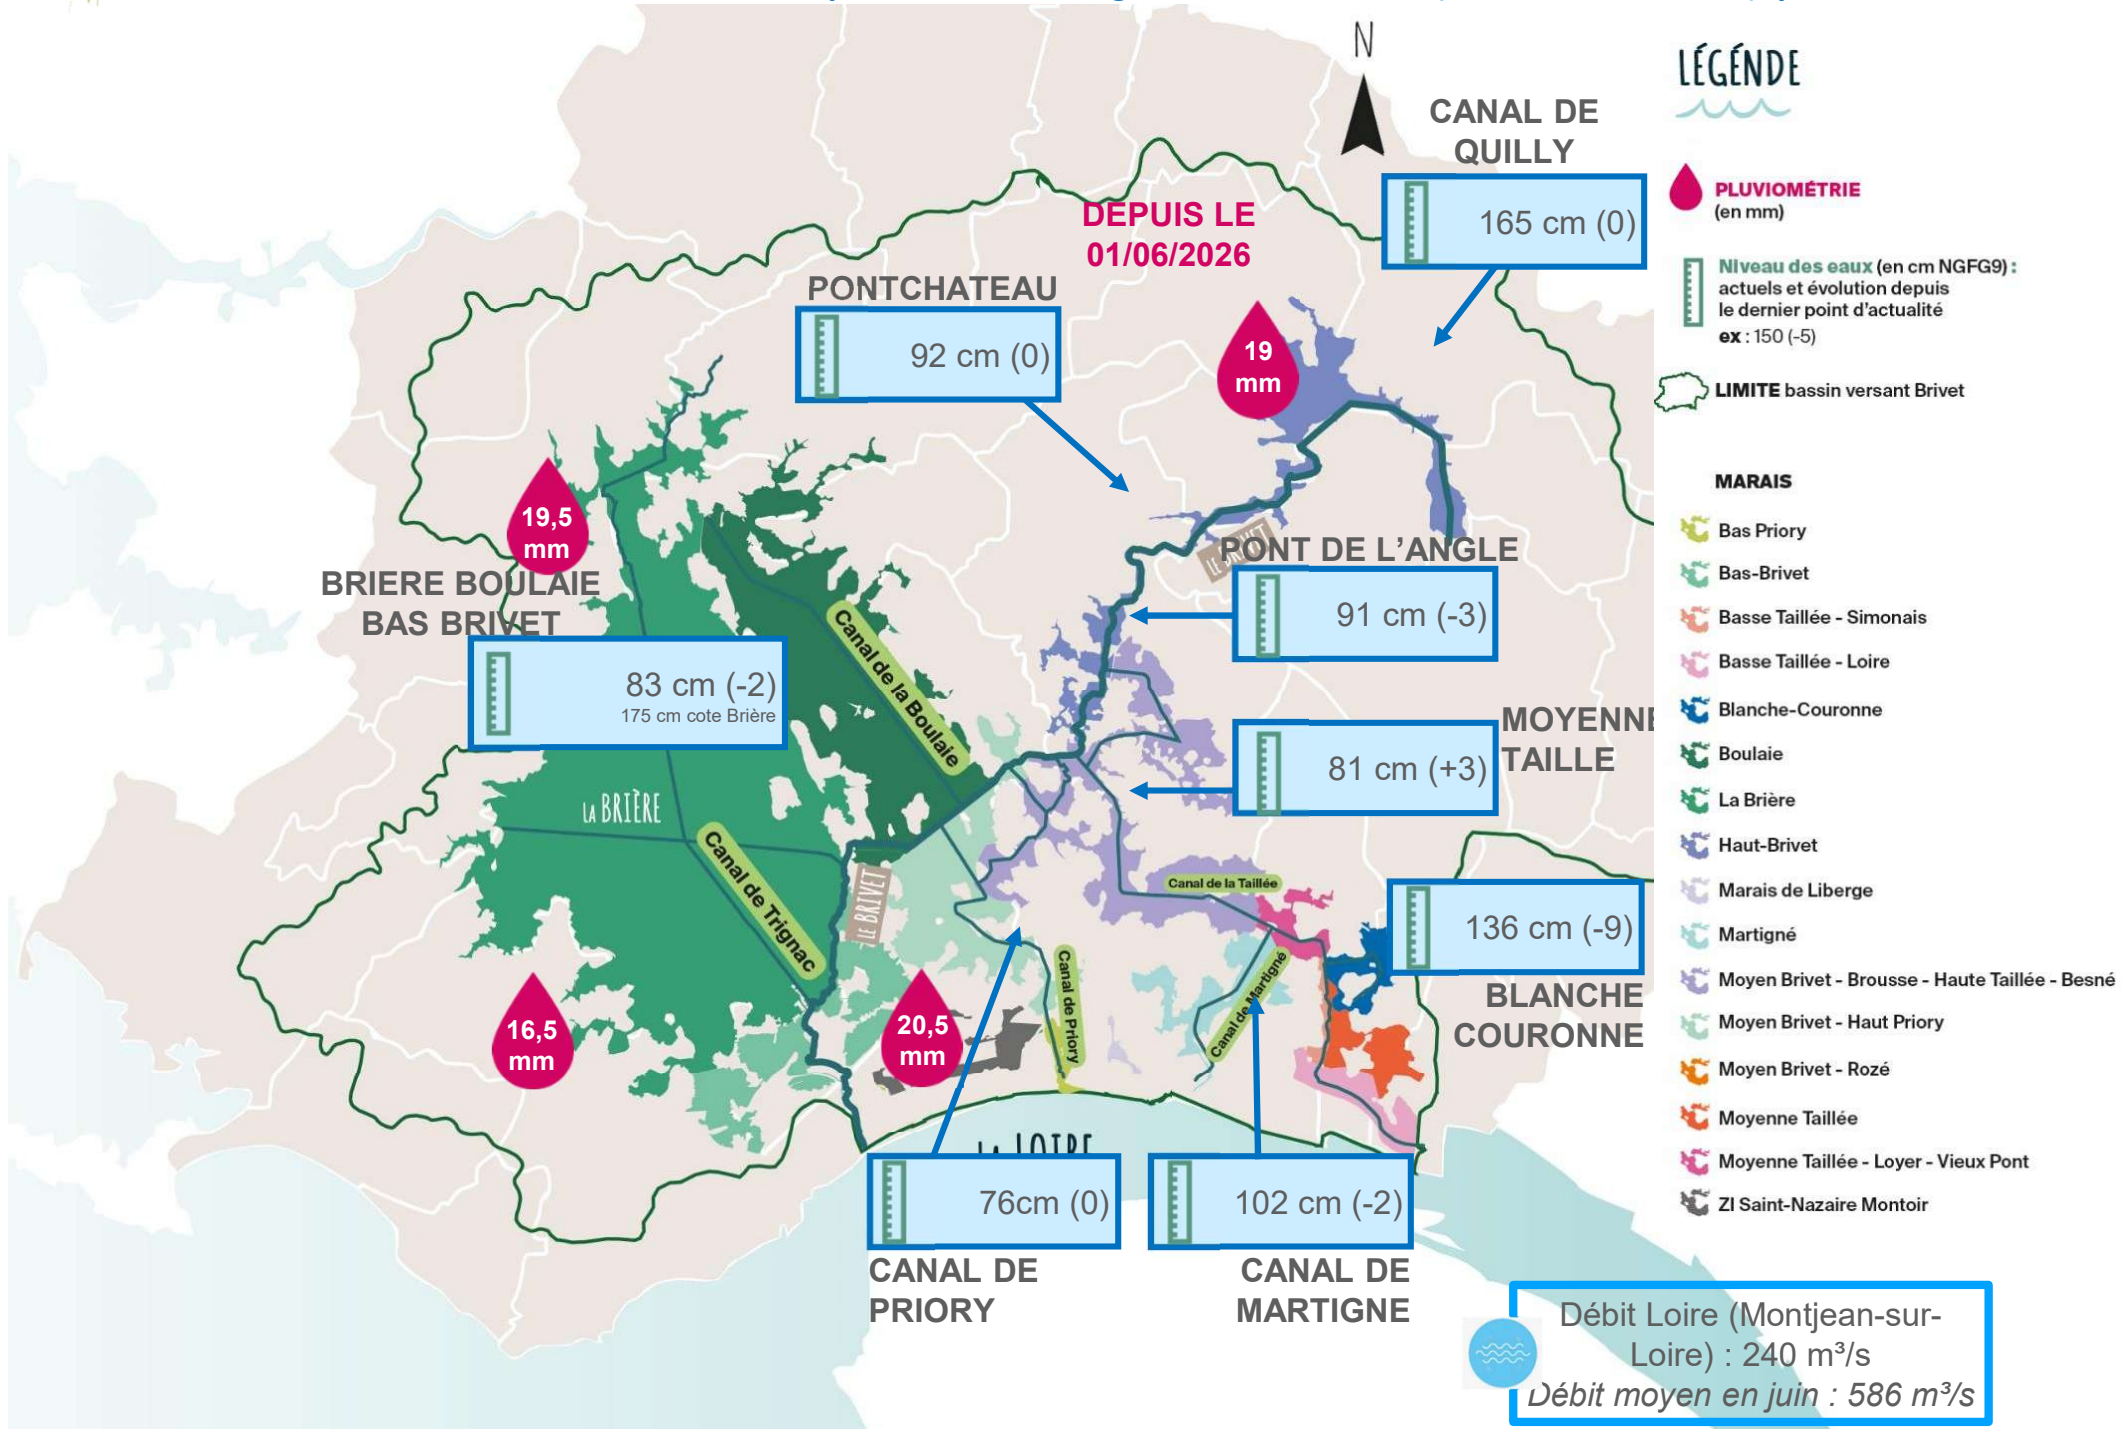 N
CANAL DE
QUILLY
165 cm (0)
DEPUIS LE
01/06/2026
PONTCHATEAU
92 cm (0)
19
mm
19,5
mm
BRIERE BOULAIE
BAS BRIVET
83 cm (-2)
175 cm cote Brière
PONT DE L'ANGLE
91 cm (-3)
MOYENNE
TAILLE
81 cm (+3)
Canal de la Boulaie
LA BRIÈRE
Canal de Trignac
LE BRIVET
Canal de la Taillée
136 cm (-9)
BLANCHE
COURONNE
Canal de Priory
Canal de Martigné
16,5
mm
20,5
mm
LA LOIRE
76cm (0)
CANAL DE
PRIORY
102 cm (-2)
CANAL DE
MARTIGNE
LÉGÉNDE
PLUVIOMÉTRIE
(en mm)
Niveau des eaux (en cm NGFG9) :
actuels et évolution depuis
le dernier point d'actualité
ex : 150 (-5)
LIMITE bassin versant Brivet
MARAIS
Bas Priory
Bas-Brivet
Basse Taillée - Simonais
Basse Taillée - Loire
Blanche-Couronne
Boulaie
La Brière
Haut-Brivet
Marais de Liberge
Martigné
Moyen Brivet - Brousse - Haute Taillée - Besné
Moyen Brivet - Haut Priory
Moyen Brivet - Rozé
Moyenne Taillée
Moyenne Taillée - Loyer - Vieux Pont
ZI Saint-Nazaire Montoir
Débit Loire (Montjean-sur-
Loire) : 240 m³/s
Débit moyen en juin : 586 m³/s